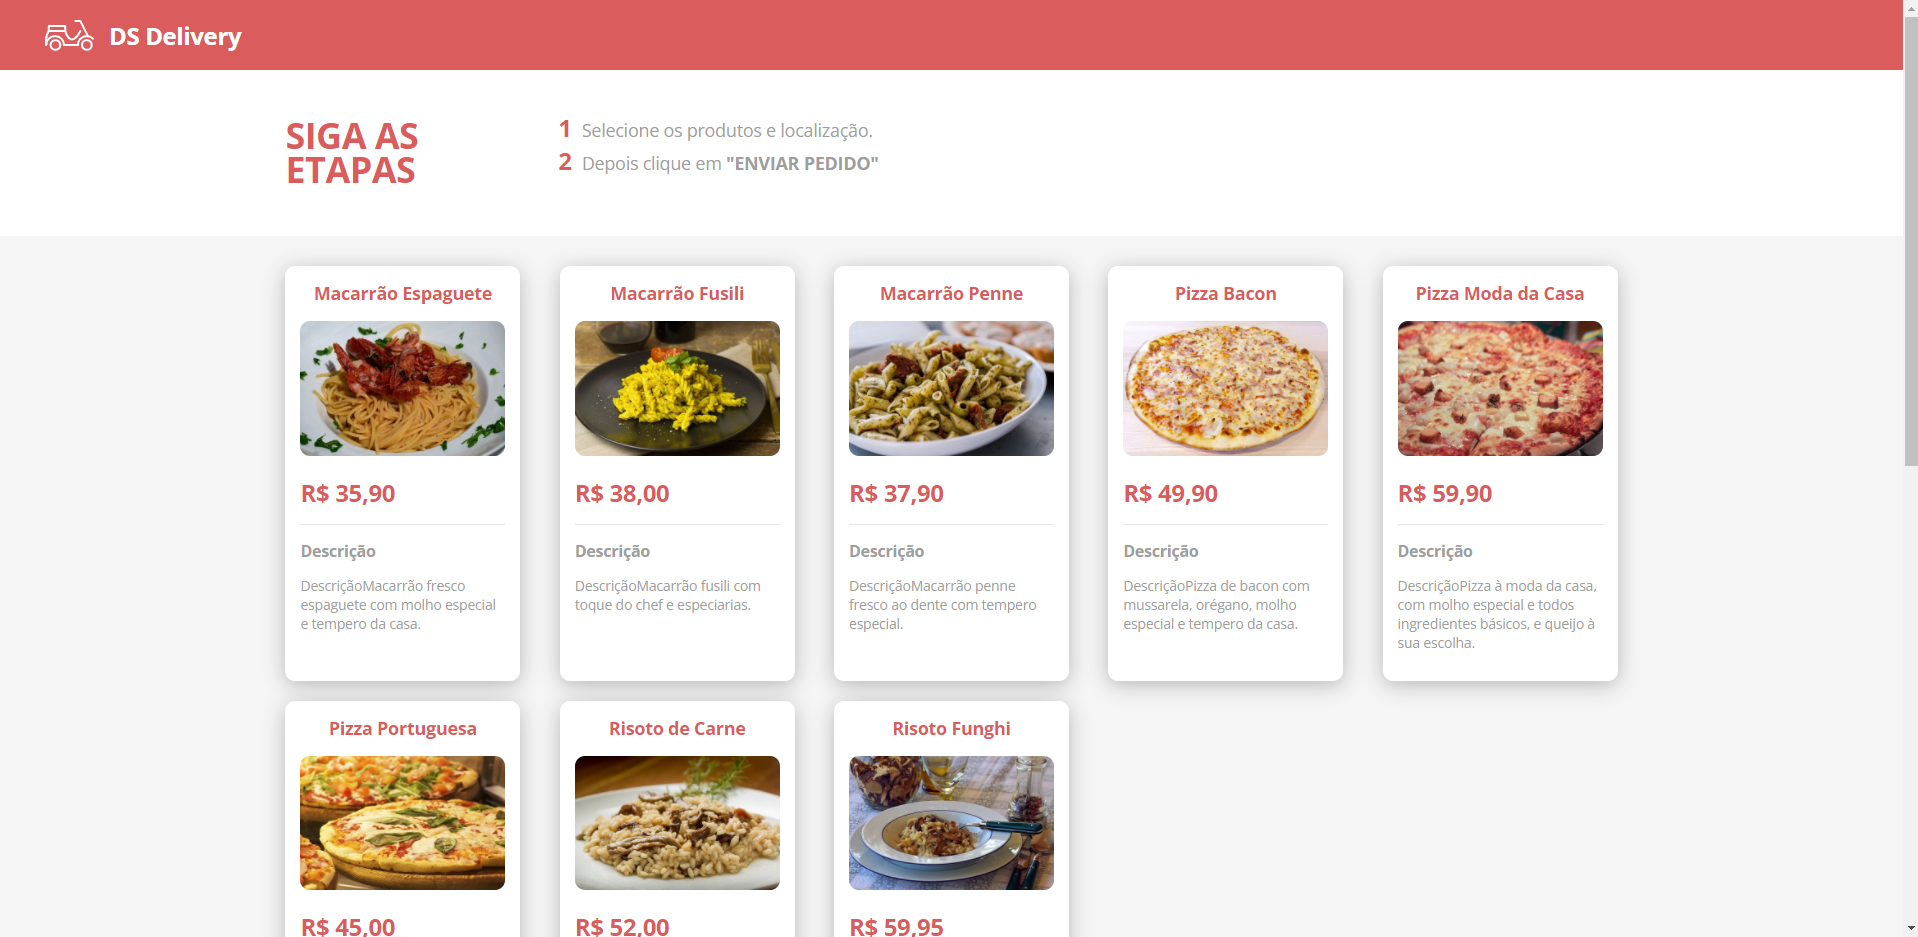 DS Delivery
SIGA AS
ETAPAS
1 Selecione os produtos e localização.
2 Depois clique em "ENVIAR PEDIDO"
Macarrão Espaguete
R$ 35,90
Descrição
DescriçãoMacarrão fresco
espaguete com molho especial
e tempero da casa.
Macarrão Fusili
R$ 38,00
Descrição
DescriçãoMacarrão fusili com
toque do chef e especiarias.
Macarrão Penne
R$ 37,90
Descrição
DescriçãoMacarrão penne
fresco ao dente com tempero
especial.
Pizza Bacon
R$ 49,90
Descrição
DescriçãoPizza de bacon com
mussarela, orégano, molho
especial e tempero da casa.
Pizza Moda da Casa
R$ 59,90
Descrição
DescriçãoPizza à moda da casa,
com molho especial e todos
ingredientes básicos, e queijo à
sua escolha.
Pizza Portuguesa
R$ 45,00
Risoto de Carne
R$ 52,00
Risoto Funghi
R$ 59,95